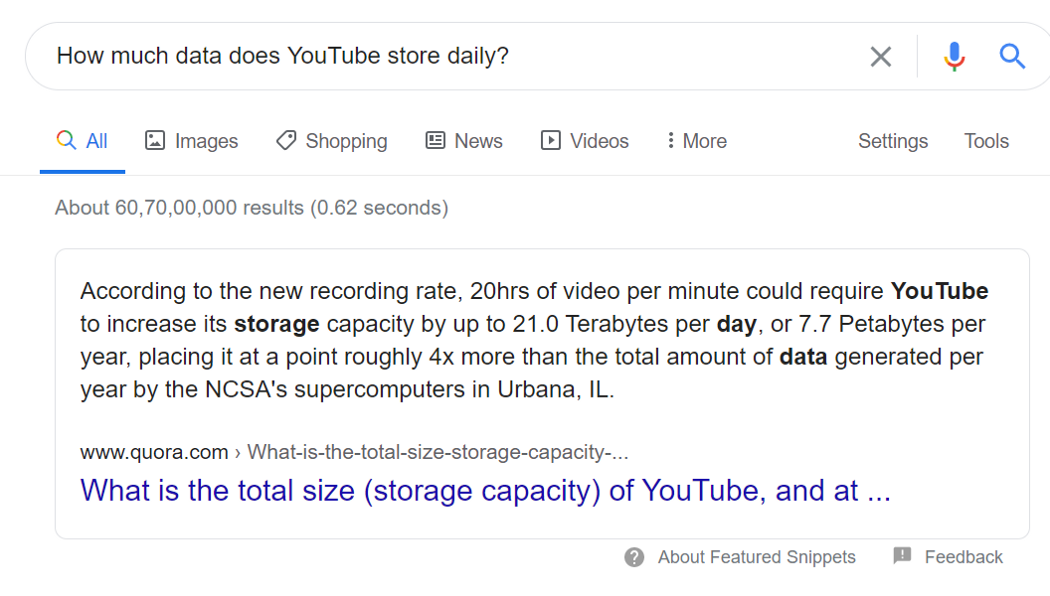 How much data does YouTube store daily?
All Images Shopping News Videos More Settings Tools
About 60,70,00,000 results (0.62 seconds)
According to the new recording rate, 20hrs of video per minute could require YouTube
to increase its storage capacity by up to 21.0 Terabytes per day, or 7.7 Petabytes per
year, placing it at a point roughly 4x more than the total amount of data generated per
year by the NCSA's supercomputers in Urbana, IL.
www.quora.com › What-is-the-total-size-storage-capacity-...
What is the total size (storage capacity) of YouTube, and at ...
About Featured Snippets Feedback